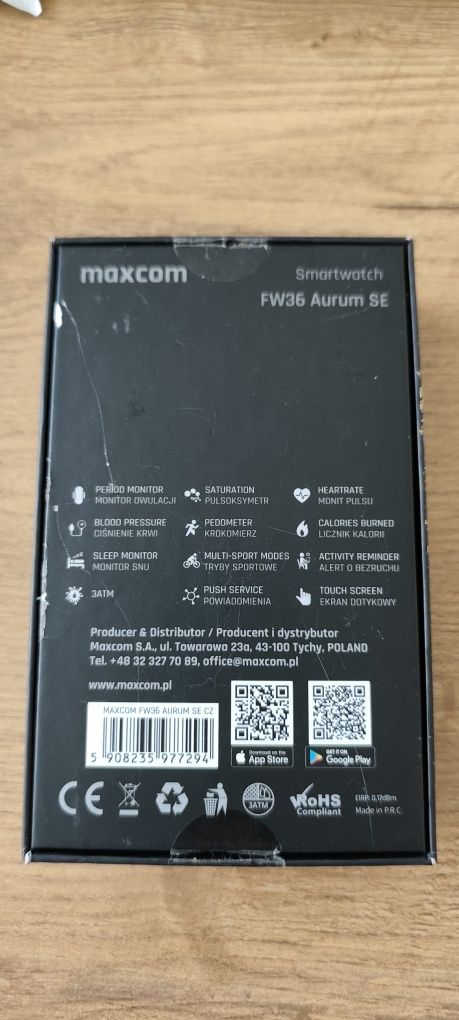 maxcom
Smartwatch
FW36 Aurum SE
PERIOD MONITOR
MONITOR OWULACJI
SATURATION
PULSOKSYMETR
HEARTRATE
MONIT PULSU
BLOOD PRESSURE
CIŚNIENIE KRWI
PEDOMETER
KROKOMIERZ
CALORIES BURNED
LICZNIK KALORII
SLEEP MONITOR
MONITOR SNU
MULTI-SPORT MODES
TRYBY SPORTOWE
ACTIVITY REMINDER
ALERT O BEZRUCHU
3ATM
PUSH SERVICE
POWIADOMIENIA
TOUCH SCREEN
EKRAN DOTYKOWY
Producer & Distributor / Producent i dystrybutor
Maxcom S.A., ul. Towarowa 23a, 43-100 Tychy, POLAND
Tel. +48 32 327 70 89, office@maxcom.pl
www.maxcom.pl
MAXCOM FW36 AURUM SE CZ
5 908235 977294
Download on the
App Store
GET IT ON
Google Play
CE
3ATM
RoHS
Compliant
EIRP: 0,17dBm
Made in P.R.C.